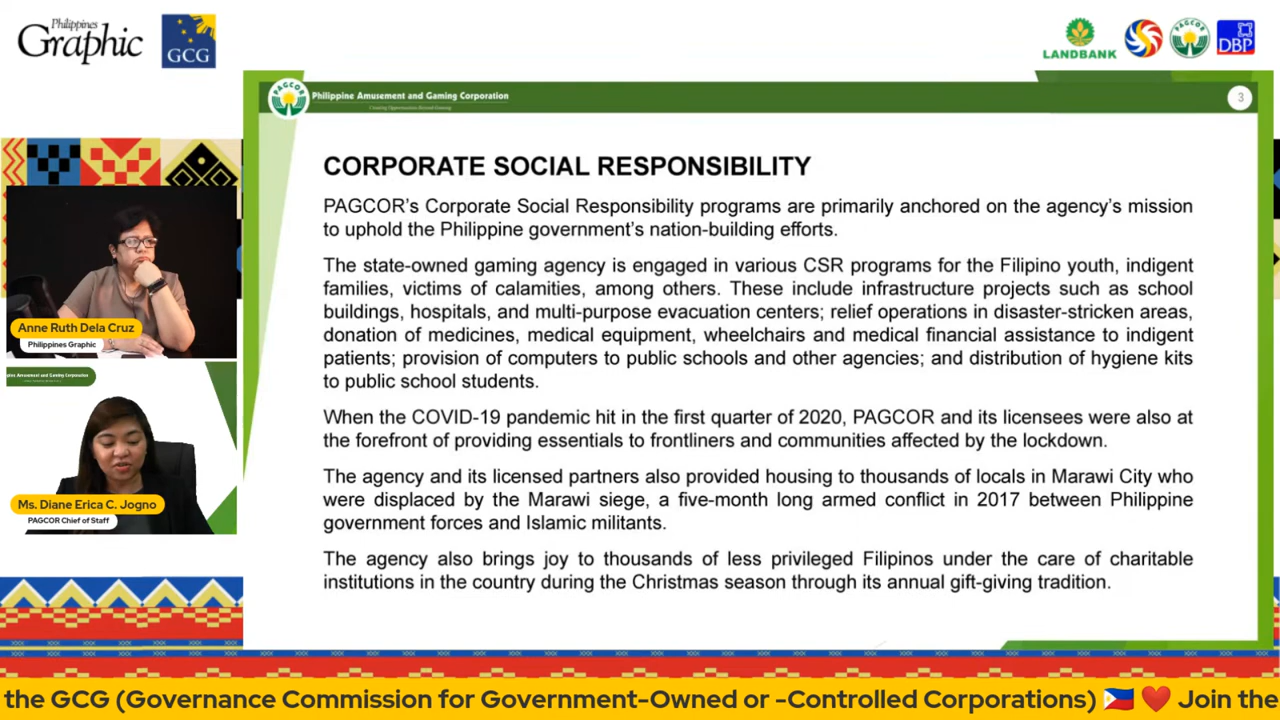 Philippines
Graphic
GCG
LANDBANK
PAGCOR
DBP
PAGCOR
Philippine Amusement and Gaming Corporation
3
CORPORATE SOCIAL RESPONSIBILITY
PAGCOR's Corporate Social Responsibility programs are primarily anchored on the agency's mission
to uphold the Philippine government's nation-building efforts.
The state-owned gaming agency is engaged in various CSR programs for the Filipino youth, indigent
families, victims of calamities, among others. These include infrastructure projects such as school
buildings, hospitals, and multi-purpose evacuation centers; relief operations in disaster-stricken areas,
donation of medicines, medical equipment, wheelchairs and medical financial assistance to indigent
patients; provision of computers to public schools and other agencies; and distribution of hygiene kits
to public school students.
When the COVID-19 pandemic hit in the first quarter of 2020, PAGCOR and its licensees were also at
the forefront of providing essentials to frontliners and communities affected by the lockdown.
The agency and its licensed partners also provided housing to thousands of locals in Marawi City who
were displaced by the Marawi siege, a five-month long armed conflict in 2017 between Philippine
government forces and Islamic militants.
The agency also brings joy to thousands of less privileged Filipinos under the care of charitable
institutions in the country during the Christmas season through its annual gift-giving tradition.
Anne Ruth Dela Cruz
Philippines Graphic
Amusement and Gaming Corporation
Ms. Diane Erica C. Jogno
PAGCOR Chief of Staff
the GCG (Governance Commission for Government-Owned or -Controlled Corporations) 🇵🇭 ❤️ Join the